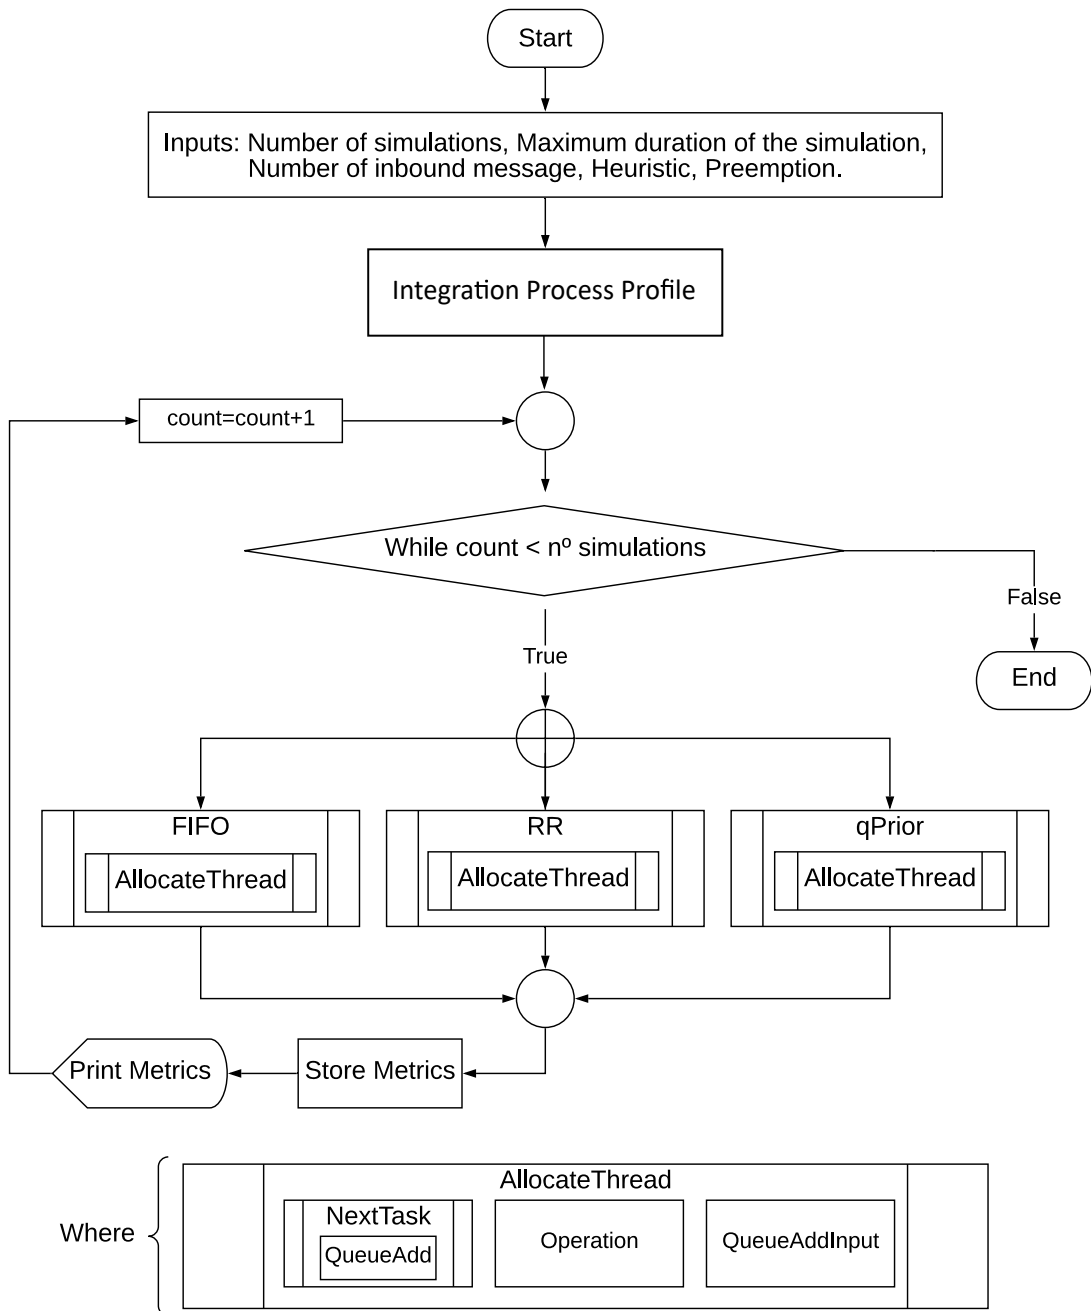 Start
Inputs: Number of simulations, Maximum duration of the simulation,
Number of inbound message, Heuristic, Preemption.
Integration Process Profile
count=count+1
While count < nº simulations
False
True
End
FIFO
RR
qPrior
AllocateThread
AllocateThread
AllocateThread
Print Metrics
Store Metrics
AllocateThread
Where
NextTask
QueueAdd
Operation
QueueAddInput